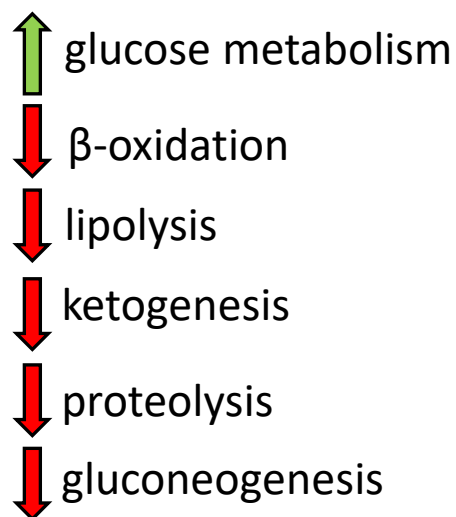 glucose metabolism
β-oxidation
lipolysis
ketogenesis
proteolysis
gluconeogenesis